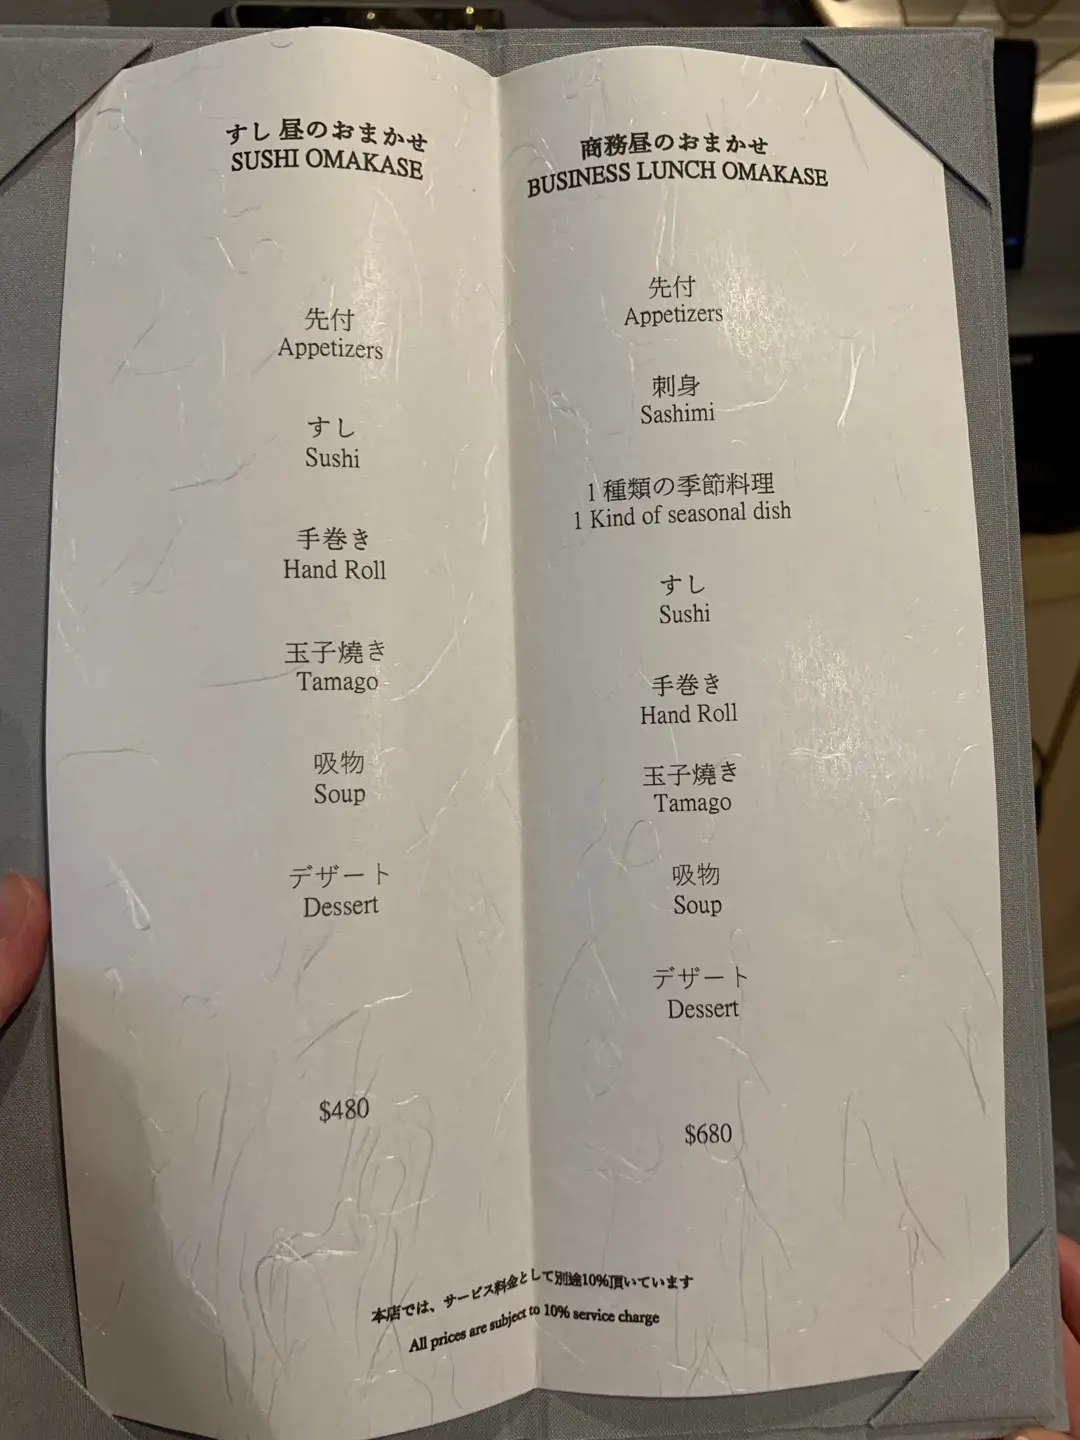 すし 昼のおまかせ
SUSHI OMAKASE
先付
Appetizers
すし
Sushi
手巻き
Hand Roll
玉子燒き
Tamago
吸物
Soup
デザート
Dessert
$480
商務昼のおまかせ
BUSINESS LUNCH OMAKASE
先付
Appetizers
刺身
Sashimi
1 種類の季節料理
1 Kind of seasonal dish
すし
Sushi
手巻き
Hand Roll
玉子燒き
Tamago
吸物
Soup
デザート
Dessert
$680
本店では、サービス料金として別途10%頂いています
All prices are subject to 10% service charge